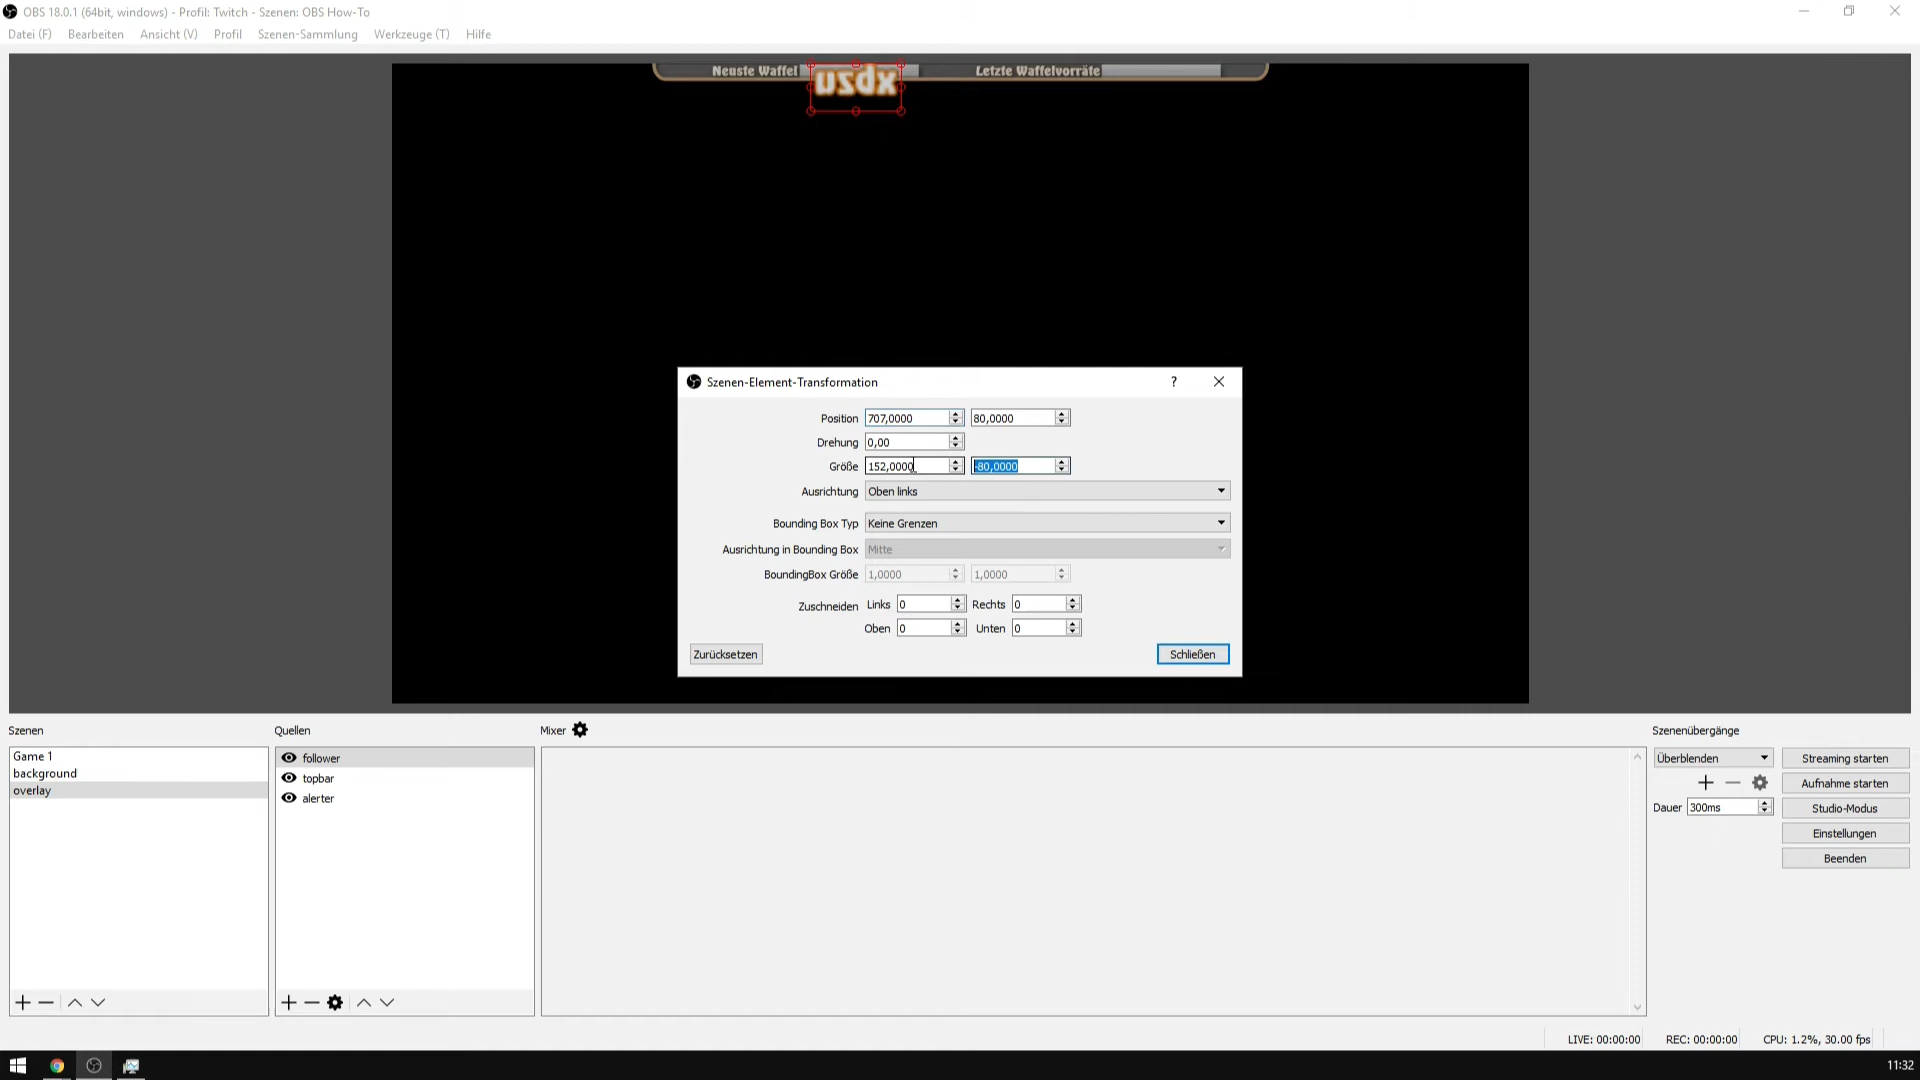 OBS 18.0.1 (64bit, windows) - Profil: Twitch - Szenen: OBS How-To
Datei (F) Bearbeiten Ansicht (V) Profil Szenen-Sammlung Werkzeuge (T) Hilfe
Neuste Waffel
usdx
Letzte Waffelvorräte
Szenen-Element-Transformation
?
Position 707,0000 80,0000
Drehung 0,00
Größe 152,0000 -80,0000
Ausrichtung Oben links
Bounding Box Typ Keine Grenzen
Ausrichtung in Bounding Box Mitte
BoundingBox Größe 1,0000 1,0000
Zuschneiden Links 0 Rechts 0
Oben 0 Unten 0
Zurücksetzen Schließen
Szenen
Game 1
background
overlay
Quellen
follower
topbar
alerter
Mixer
Szenenübergänge
Überblenden
Dauer 300ms
Streaming starten
Aufnahme starten
Studio-Modus
Einstellungen
Beenden
LIVE: 00:00:00 REC: 00:00:00 CPU: 1.2%, 30.00 fps
11:32